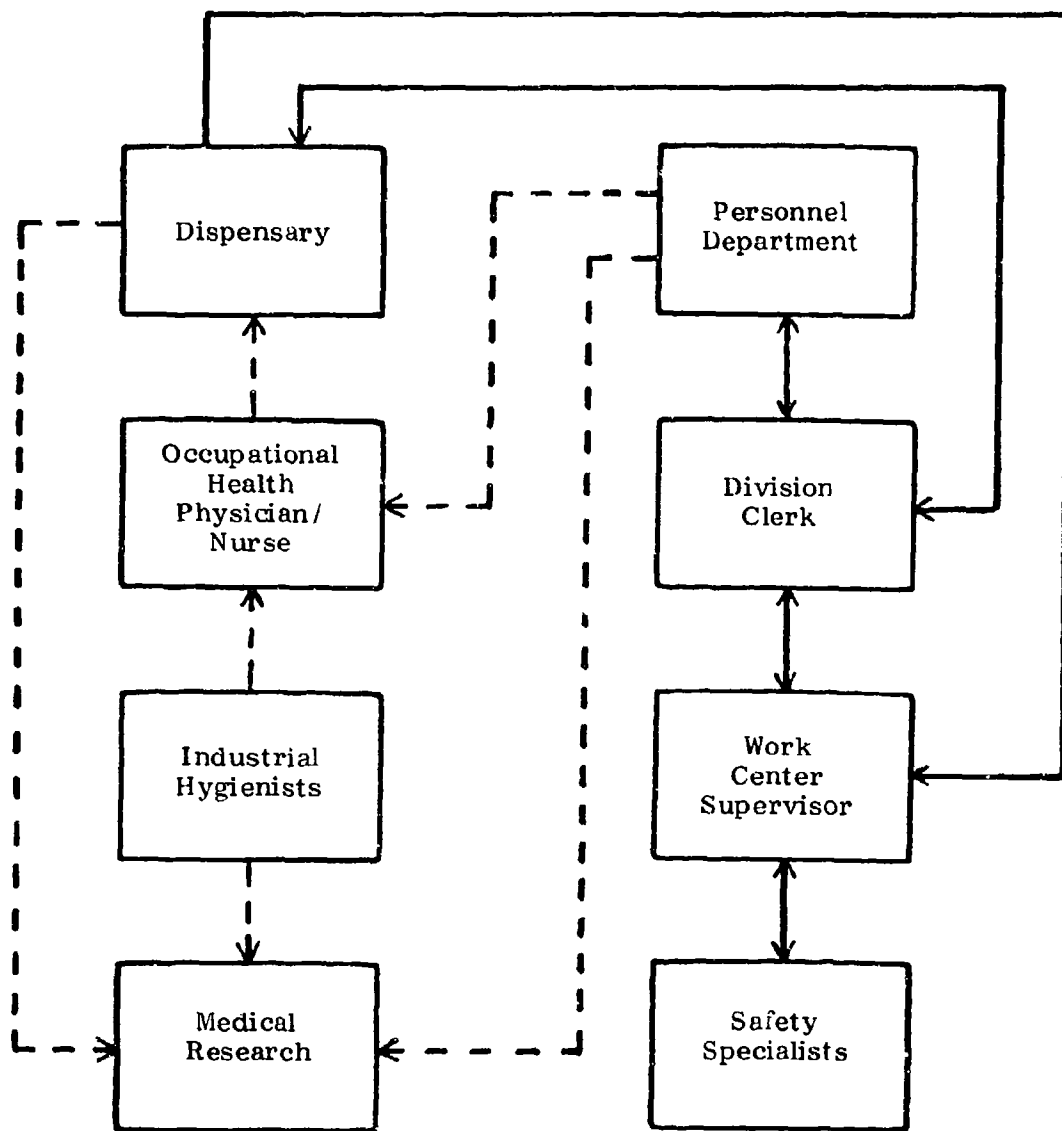 Dispensary
Personnel
Department
Occupational
Health
Physician/
Nurse
Division
Clerk
Industrial
Hygienists
Work
Center
Supervisor
Medical
Research
Safety
Specialists